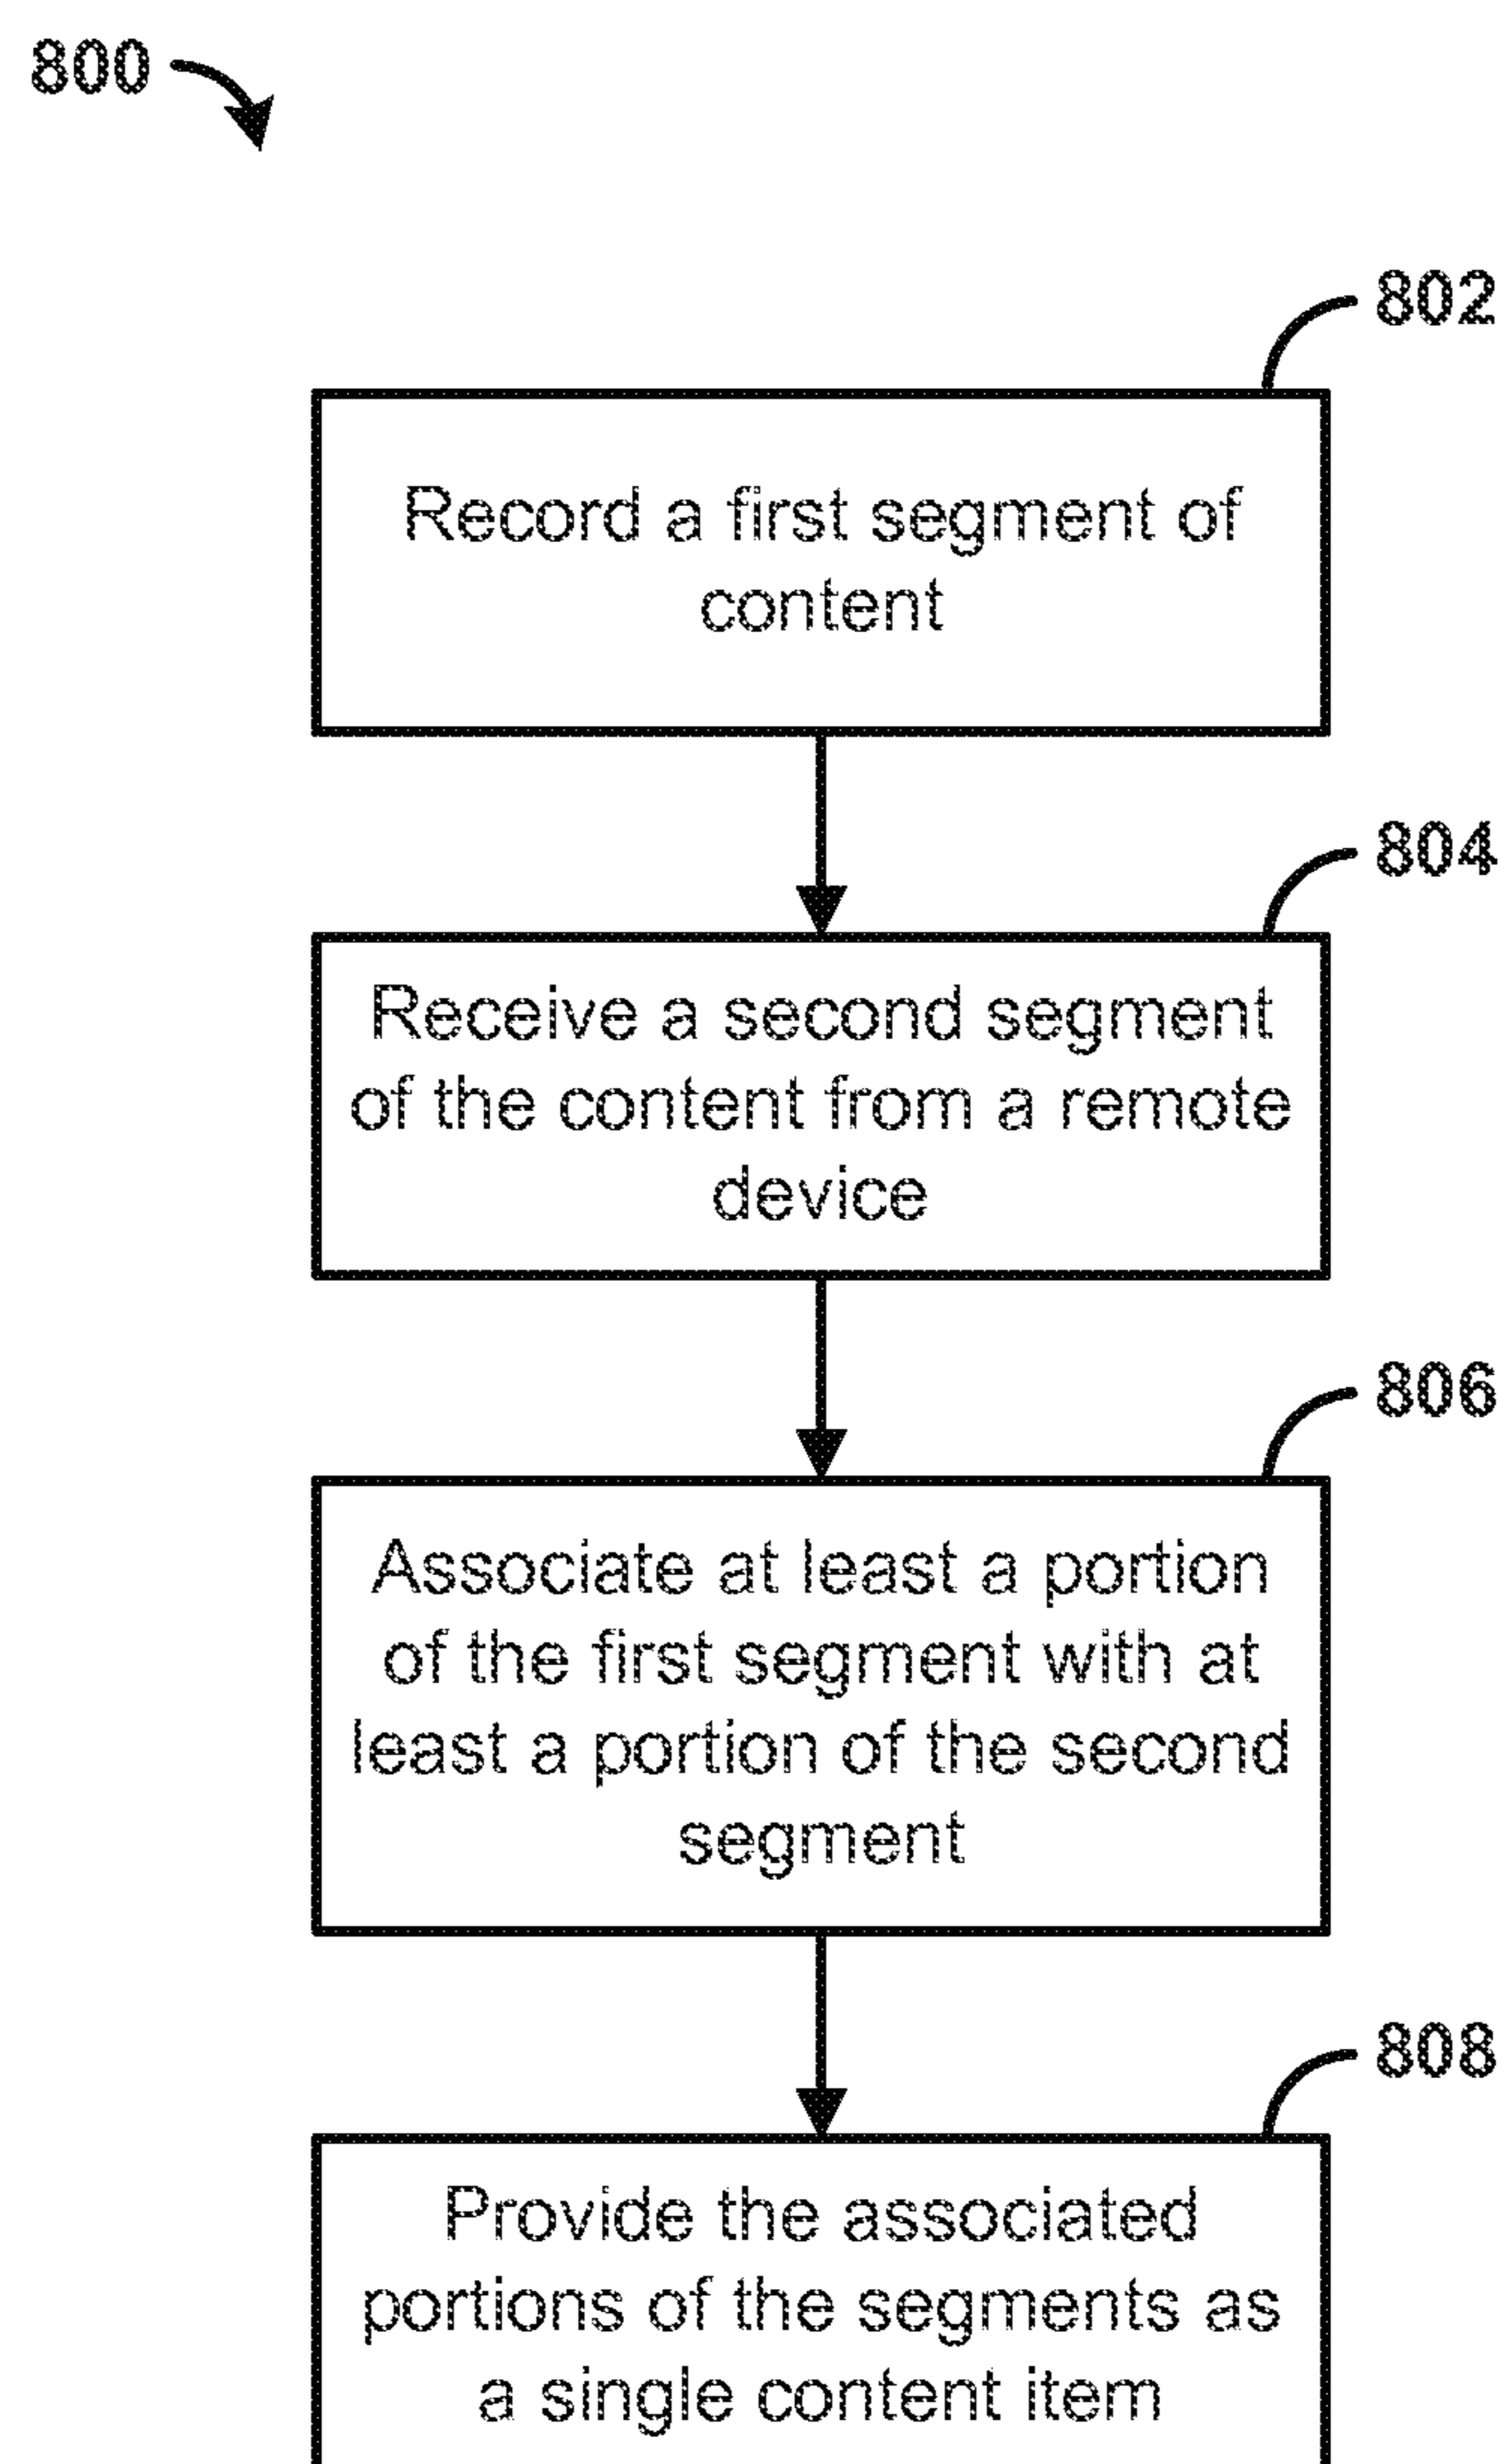 800
802
Record a first segment of
content
804
Receive a second segment
of the content from a remote
device
806
Associate at least a portion
of the first segment with at
least a portion of the second
segment
808
Provide the associated
portions of the segments as
a single content item